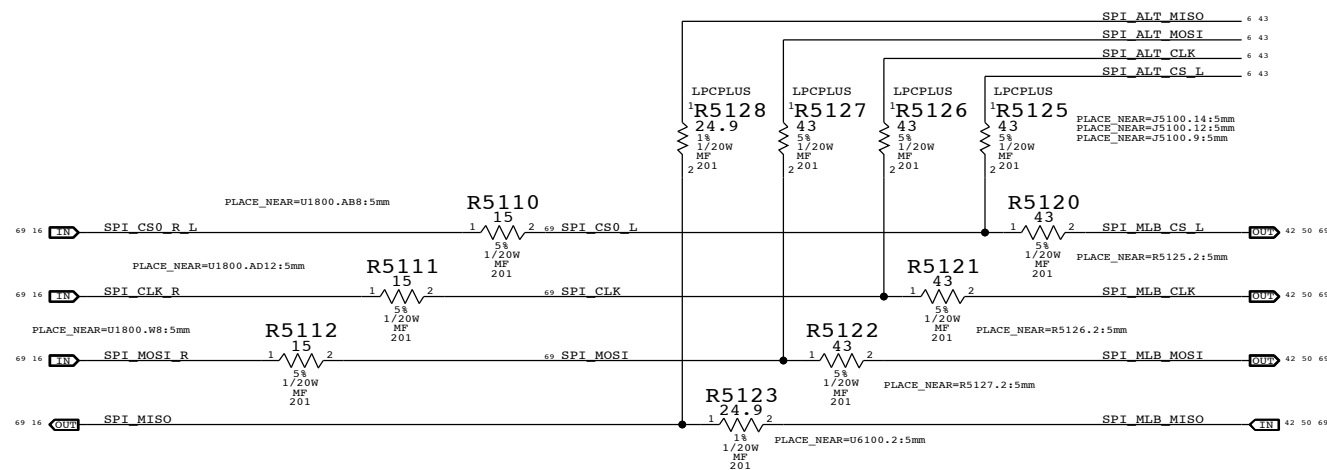 SPI_ALT_MISO 6 43
SPI_ALT_MOSI 6 43
SPI_ALT_CLK 6 43
SPI_ALT_CS_L 6 43
LPCPLUS LPCPLUS LPCPLUS LPCPLUS
1 R5128 1 R5127 1 R5126 1 R5125
24.9 43 43 43
1% 5% 5% 5%
1/20W 1/20W 1/20W 1/20W
MF MF MF MF
2 201 2 201 2 201 2 201
PLACE_NEAR=J5100.14:5mm
PLACE_NEAR=J5100.12:5mm
PLACE_NEAR=J5100.9:5mm
PLACE_NEAR=U1800.AB8:5mm
R5110 R5120
15 43
69 16 IN SPI_CS0_R_L 1 2 69 SPI_CS0_L 1 2 SPI_MLB_CS_L OUT 42 50 69
5% 5%
1/20W 1/20W
MF MF
201 201
PLACE_NEAR=R5125.2:5mm
PLACE_NEAR=U1800.AD12:5mm
R5111 R5121
15 43
69 16 IN SPI_CLK_R 1 2 69 SPI_CLK 1 2 SPI_MLB_CLK OUT 42 50 69
5% 5%
1/20W 1/20W
MF MF
201 201
PLACE_NEAR=R5126.2:5mm
PLACE_NEAR=U1800.W8:5mm
R5112 R5122
15 43
69 16 IN SPI_MOSI_R 1 2 69 SPI_MOSI 1 2 SPI_MLB_MOSI OUT 42 50 69
5% 5%
1/20W 1/20W
MF MF
201 201
PLACE_NEAR=R5127.2:5mm
R5123
24.9
69 16 OUT SPI_MISO 1 2 SPI_MLB_MISO IN 42 50 69
1%
1/20W
MF
201
PLACE_NEAR=U6100.2:5mm